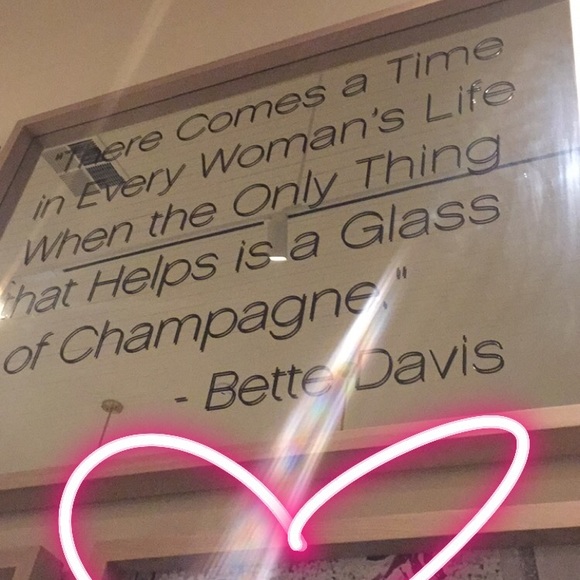 "There Comes a Time
in Every Woman's Life
When the Only Thing
that Helps is a Glass
of Champagne."
- Bette Davis